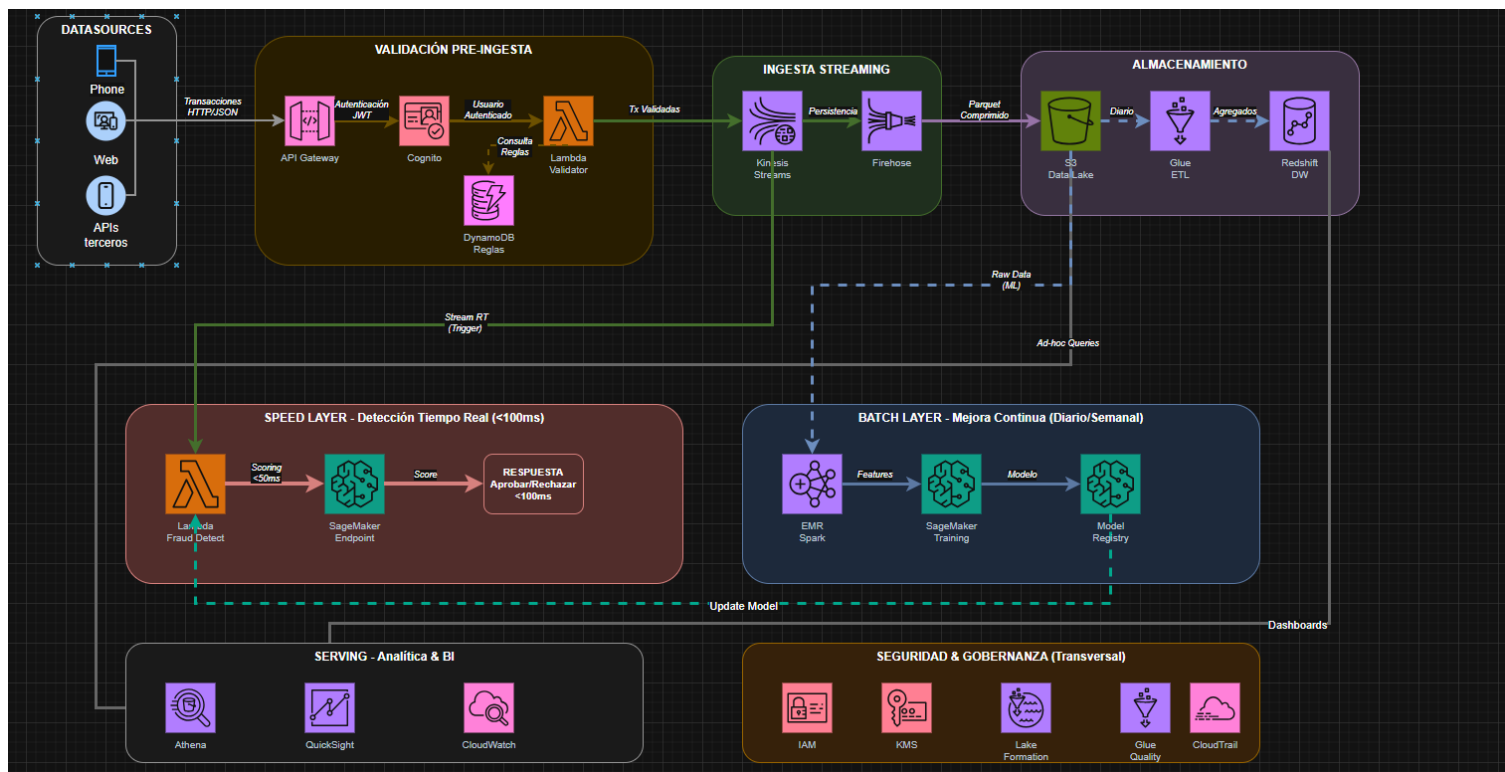 DATASOURCES
Phone
Web
APIs
terceros
Transacciones
HTTP/JSON
VALIDACIÓN PRE-INGESTA
API Gateway
Autenticación
JWT
Cognito
Usuario
Autenticado
Lambda
Validator
Consulta
Reglas
DynamoDB
Reglas
Tx Validadas
INGESTA STREAMING
Kinesis
Streams
Persistencia
Firehose
Parquet
Comprimido
ALMACENAMIENTO
S3
Data Lake
Diario
Glue
ETL
Agregados
Redshift
DW
Raw Data
(ML)
Stream RT
(Trigger)
Ad-hoc Queries
SPEED LAYER - Detección Tiempo Real (<100ms)
Lambda
Fraud Detect
Scoring
<50ms
SageMaker
Endpoint
Score
RESPUESTA
Aprobar/Rechazar
<100ms
BATCH LAYER - Mejora Continua (Diario/Semanal)
EMR
Spark
Features
SageMaker
Training
Modelo
Model
Registry
Update Model
Dashboards
SERVING - Analítica & BI
Athena
QuickSight
CloudWatch
SEGURIDAD & GOBERNANZA (Transversal)
IAM
KMS
Lake
Formation
Glue
Quality
CloudTrail